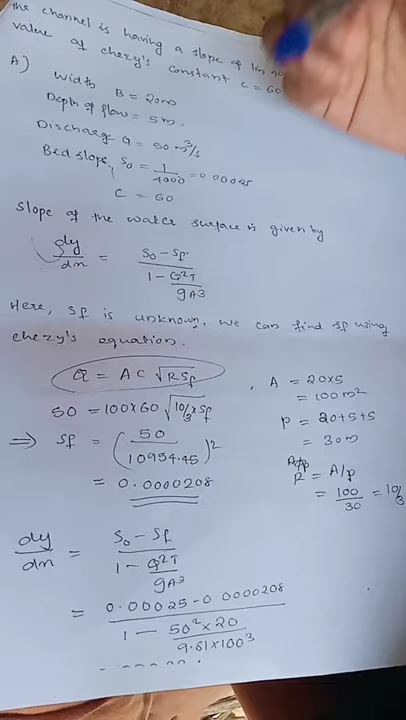 the channel is having a slope of 1 in 40
value of chezy's constant C = 60
A)
Width B = 20m
Depth of flow = 5m.
Discharge Q = 50 m³/s
Bed slope, S₀ = 1/4000 = 0.00025
C = 60
Slope of the water surface is given by
dy/dn = (S₀ - Sf) / (1 - Q²T/gA3)
Here, Sf is unknown. we can find Sf using
chezy's equation.
Q = AC √RSf , A = 20×5
= 100m²
50 = 100×60 √10/3 × Sf
P = 20+5+5
= 30m
⇒ Sf = (50/10954.45)²
R = A/P
= 100/30 = 10/3
= 0.0000208
dy/dn = (S₀ - Sf) / (1 - Q²T/gA3)
= (0.00025 - 0.0000208) / (1 - 50² × 20/9.81×100³)